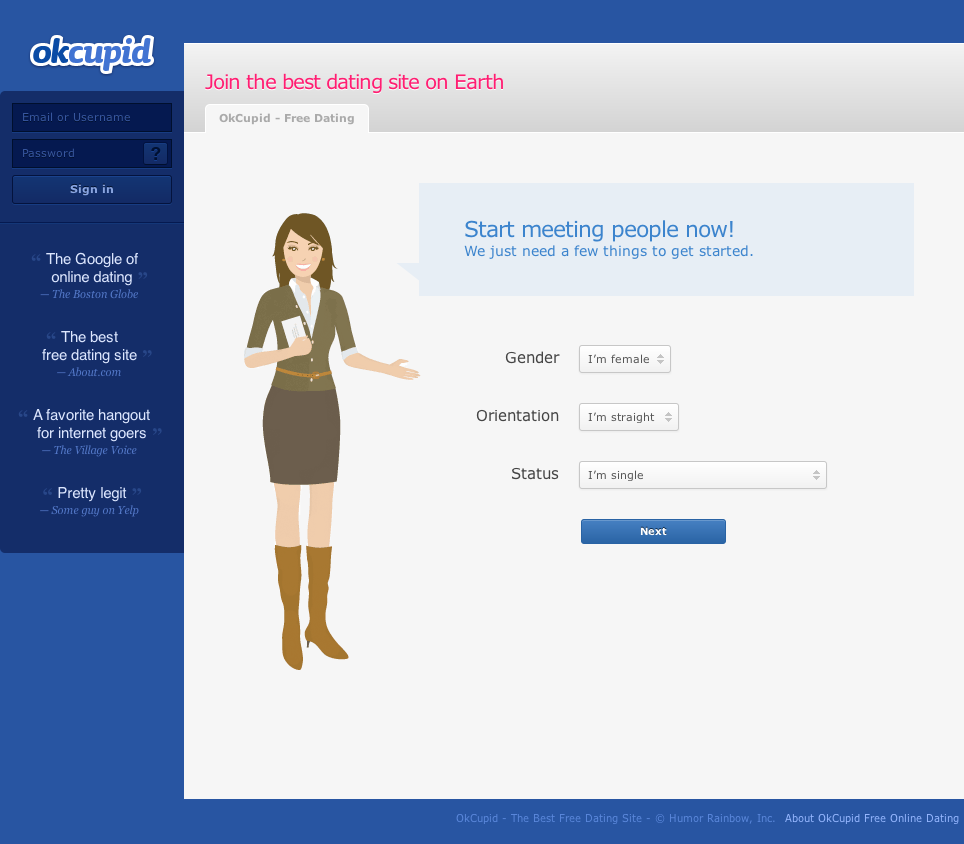 okcupid
Email or Username
Password ?
Sign in
“ The Google of
online dating ”
— The Boston Globe
“ The best
free dating site ”
— About.com
“ A favorite hangout
for internet goers ”
— The Village Voice
“ Pretty legit ”
— Some guy on Yelp
Join the best dating site on Earth
OkCupid - Free Dating
Start meeting people now!
We just need a few things to get started.
Gender I’m female
Orientation I’m straight
Status I’m single
Next
OkCupid - The Best Free Dating Site - © Humor Rainbow, Inc. About OkCupid Free Online Dating